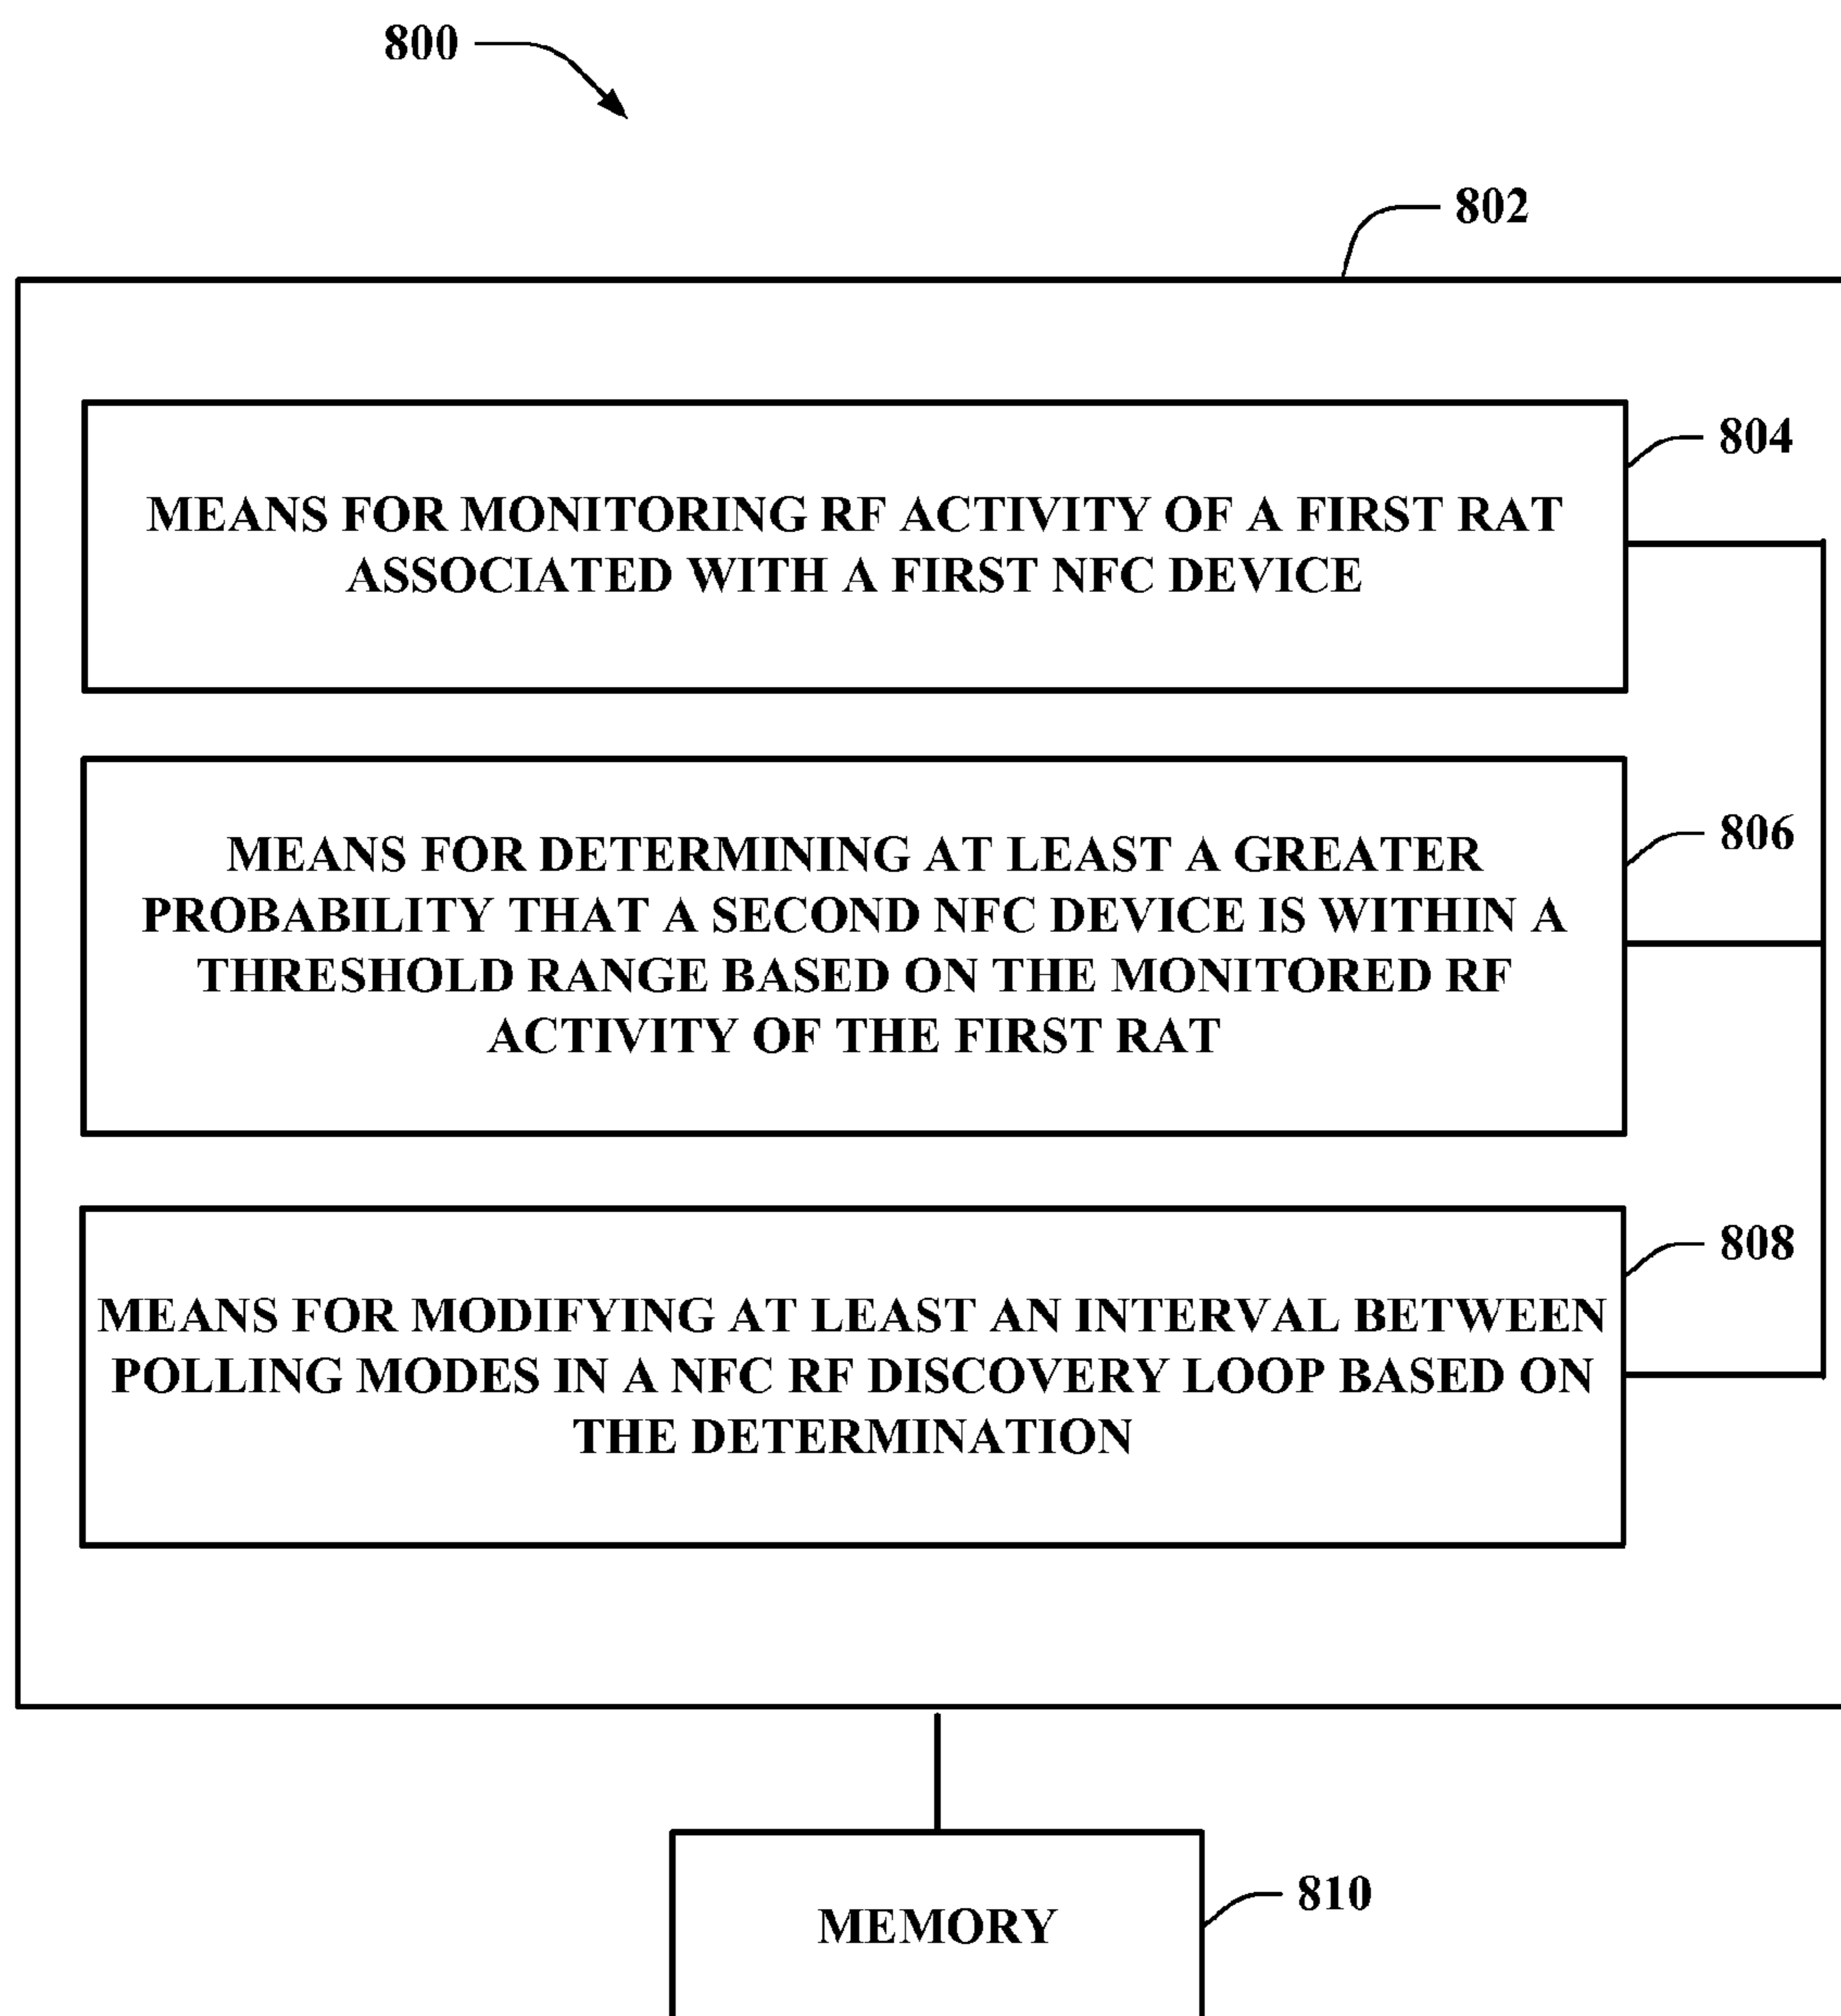 800
802
MEANS FOR MONITORING RF ACTIVITY OF A FIRST RAT
ASSOCIATED WITH A FIRST NFC DEVICE
804
MEANS FOR DETERMINING AT LEAST A GREATER
PROBABILITY THAT A SECOND NFC DEVICE IS WITHIN A
THRESHOLD RANGE BASED ON THE MONITORED RF
ACTIVITY OF THE FIRST RAT
806
MEANS FOR MODIFYING AT LEAST AN INTERVAL BETWEEN
POLLING MODES IN A NFC RF DISCOVERY LOOP BASED ON
THE DETERMINATION
808
MEMORY
810